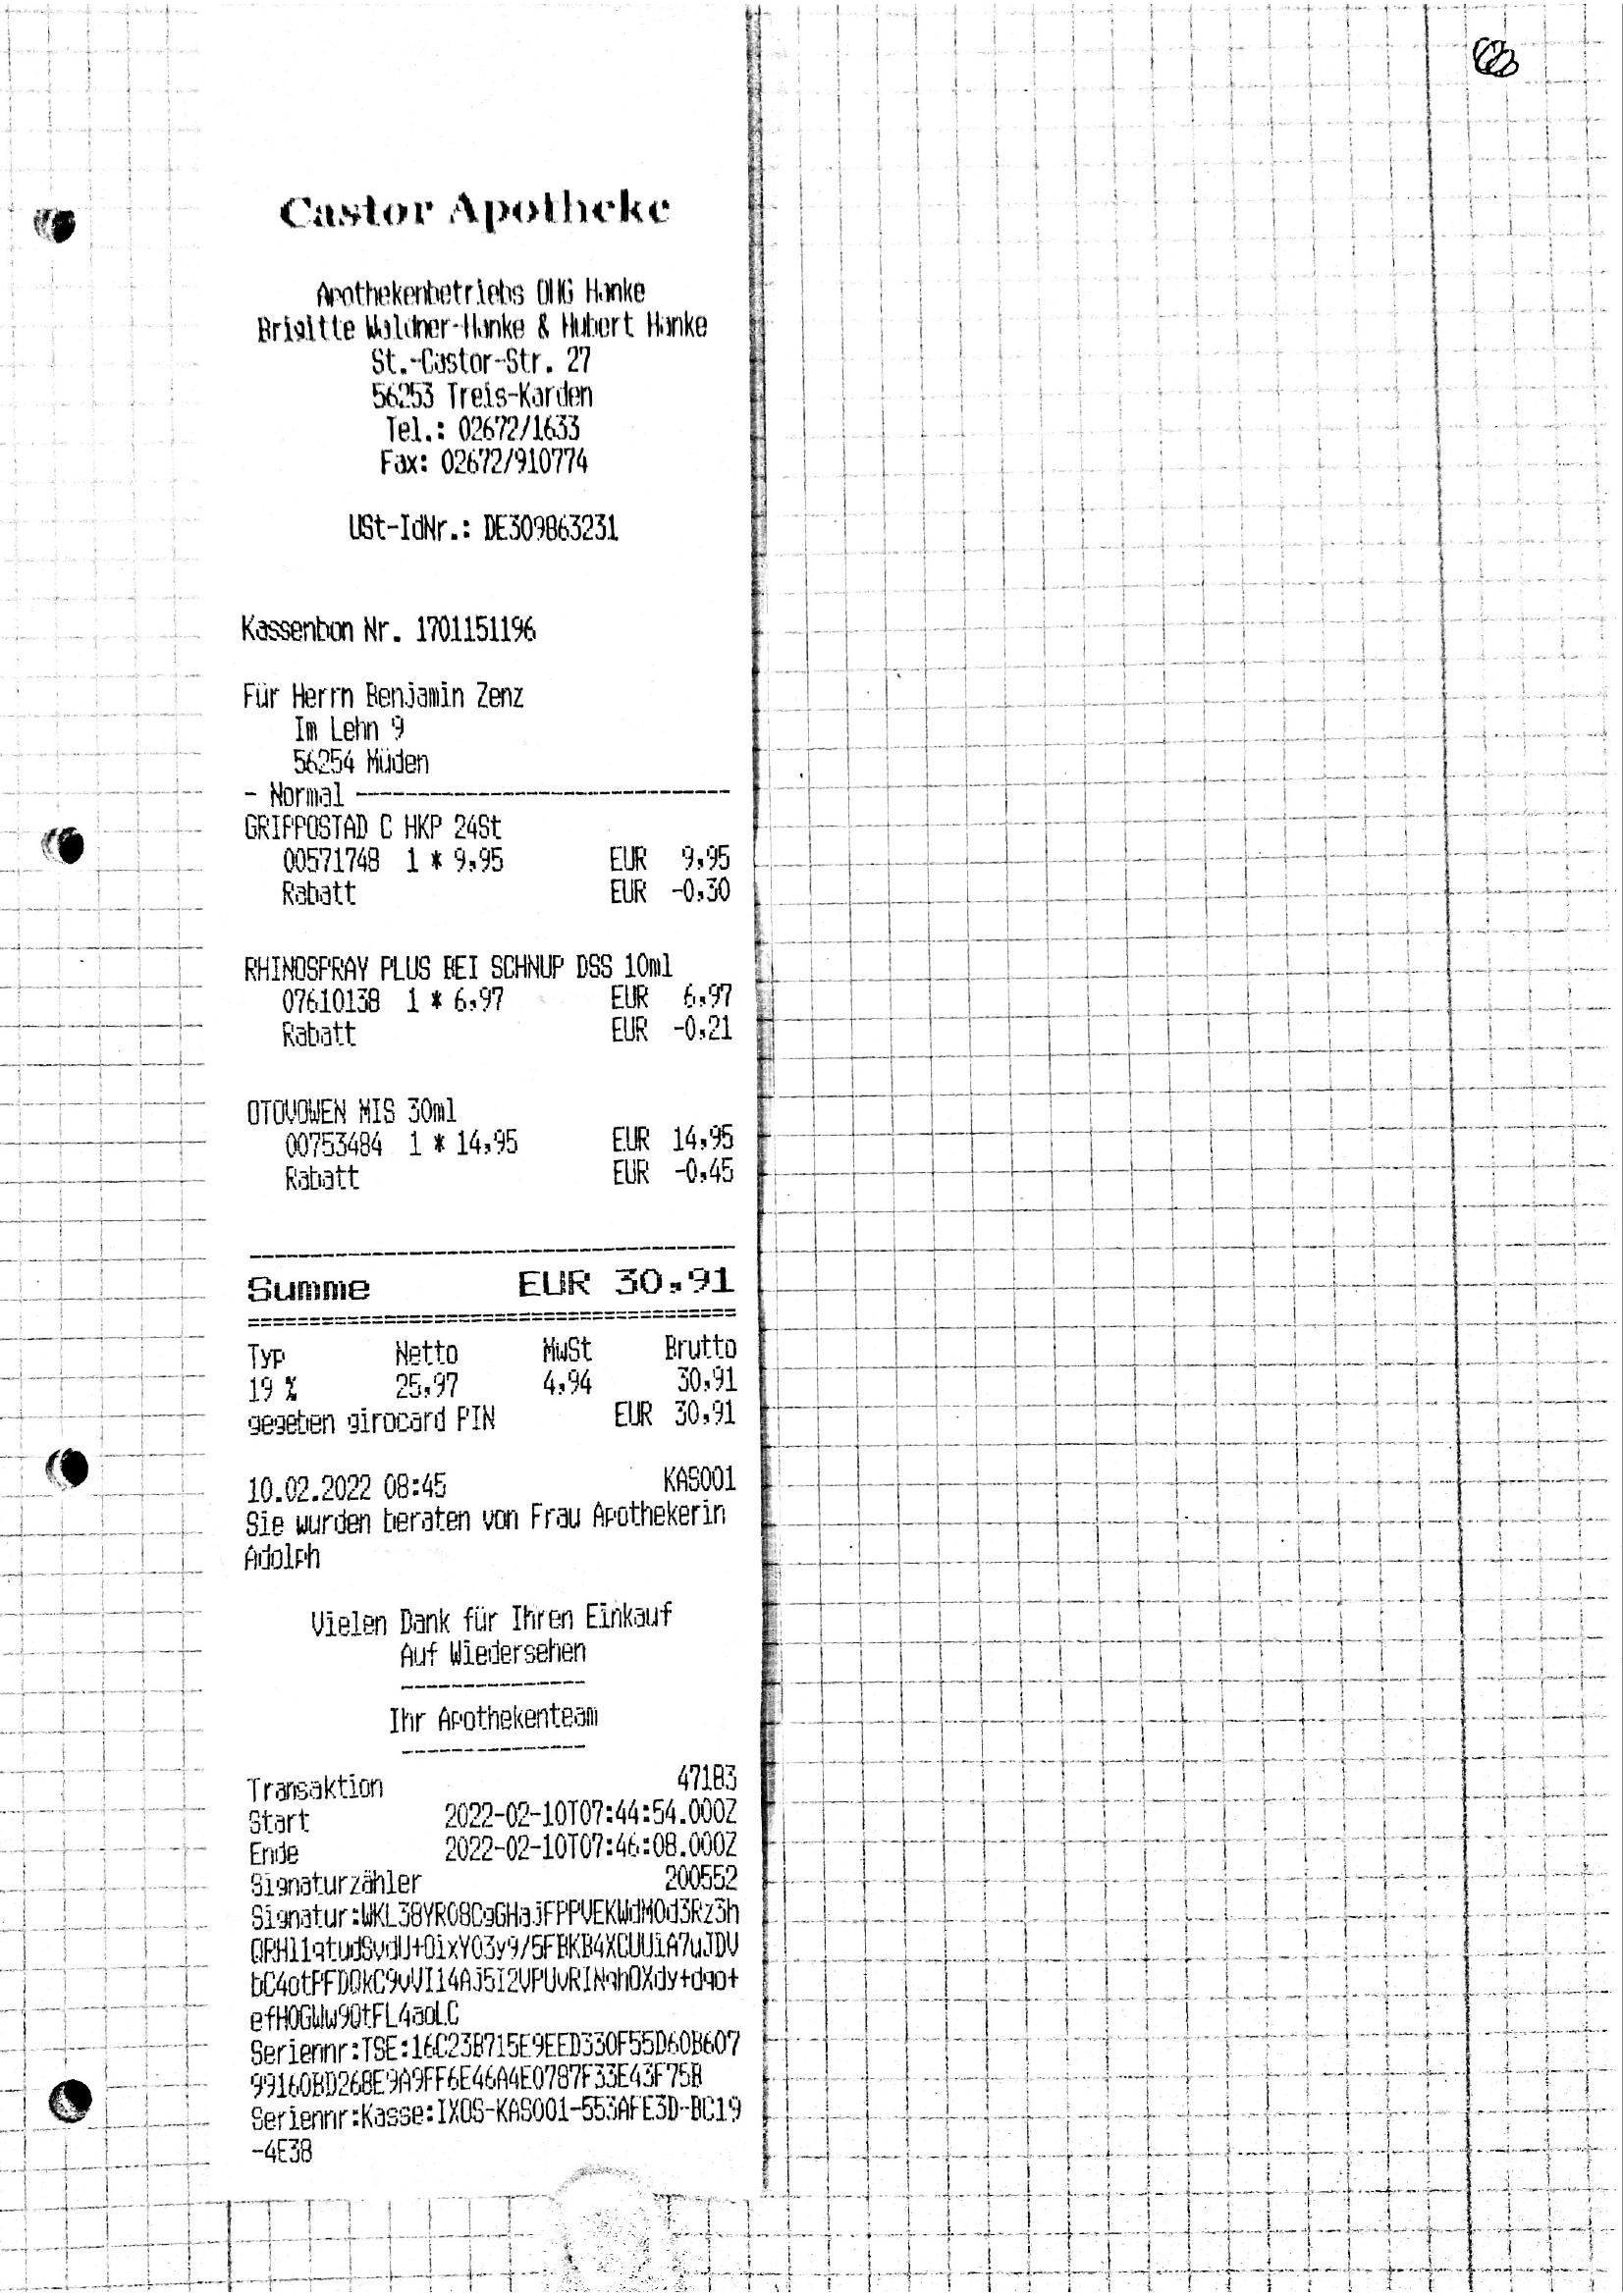 Castor Apotheke
Apothekenbetriebs OHG Hanke
Brigitte Waldner-Hanke & Hubert Hanke
St.-Castor-Str. 27
56253 Treis-Karden
Tel.: 02672/1633
Fax: 02672/910774
USt-IdNr.: DE309863231
Kassenbon Nr. 1701151196
Für Herrn Benjamin Zenz
Im Lehn 9
56254 Müden
- Normal ------------------------------
GRIPPOSTAD C HKP 24St
00571748 1 * 9,95 EUR 9,95
Rabatt EUR -0,30
RHINOSPRAY PLUS BEI SCHNUP DSS 10ml
07610138 1 * 6,97 EUR 6,97
Rabatt EUR -0,21
OTOVOWEN MIS 30ml
00753484 1 * 14,95 EUR 14,95
Rabatt EUR -0,45
Summe EUR 30,91
Typ Netto MwSt Brutto
19 % 25,97 4,94 30,91
gegeben girocard PIN EUR 30,91
10.02.2022 08:45 KAS001
Sie wurden beraten von Frau Apothekerin
Adolph
Vielen Dank für Ihren Einkauf
Auf Wiedersehen
Ihr Apothekenteam
Transaktion 47183
Start 2022-02-10T07:44:54.000Z
Ende 2022-02-10T07:46:08.000Z
Signaturzähler 200552
Signatur:
Seriennr:TSE:16C23B715E9EED330F55D60B607
99160BD268E9A9FF6E46A4E0787F33E43F75B
Seriennr:Kasse:IXOS-KAS001-553AFE3D-BC19
-4E38